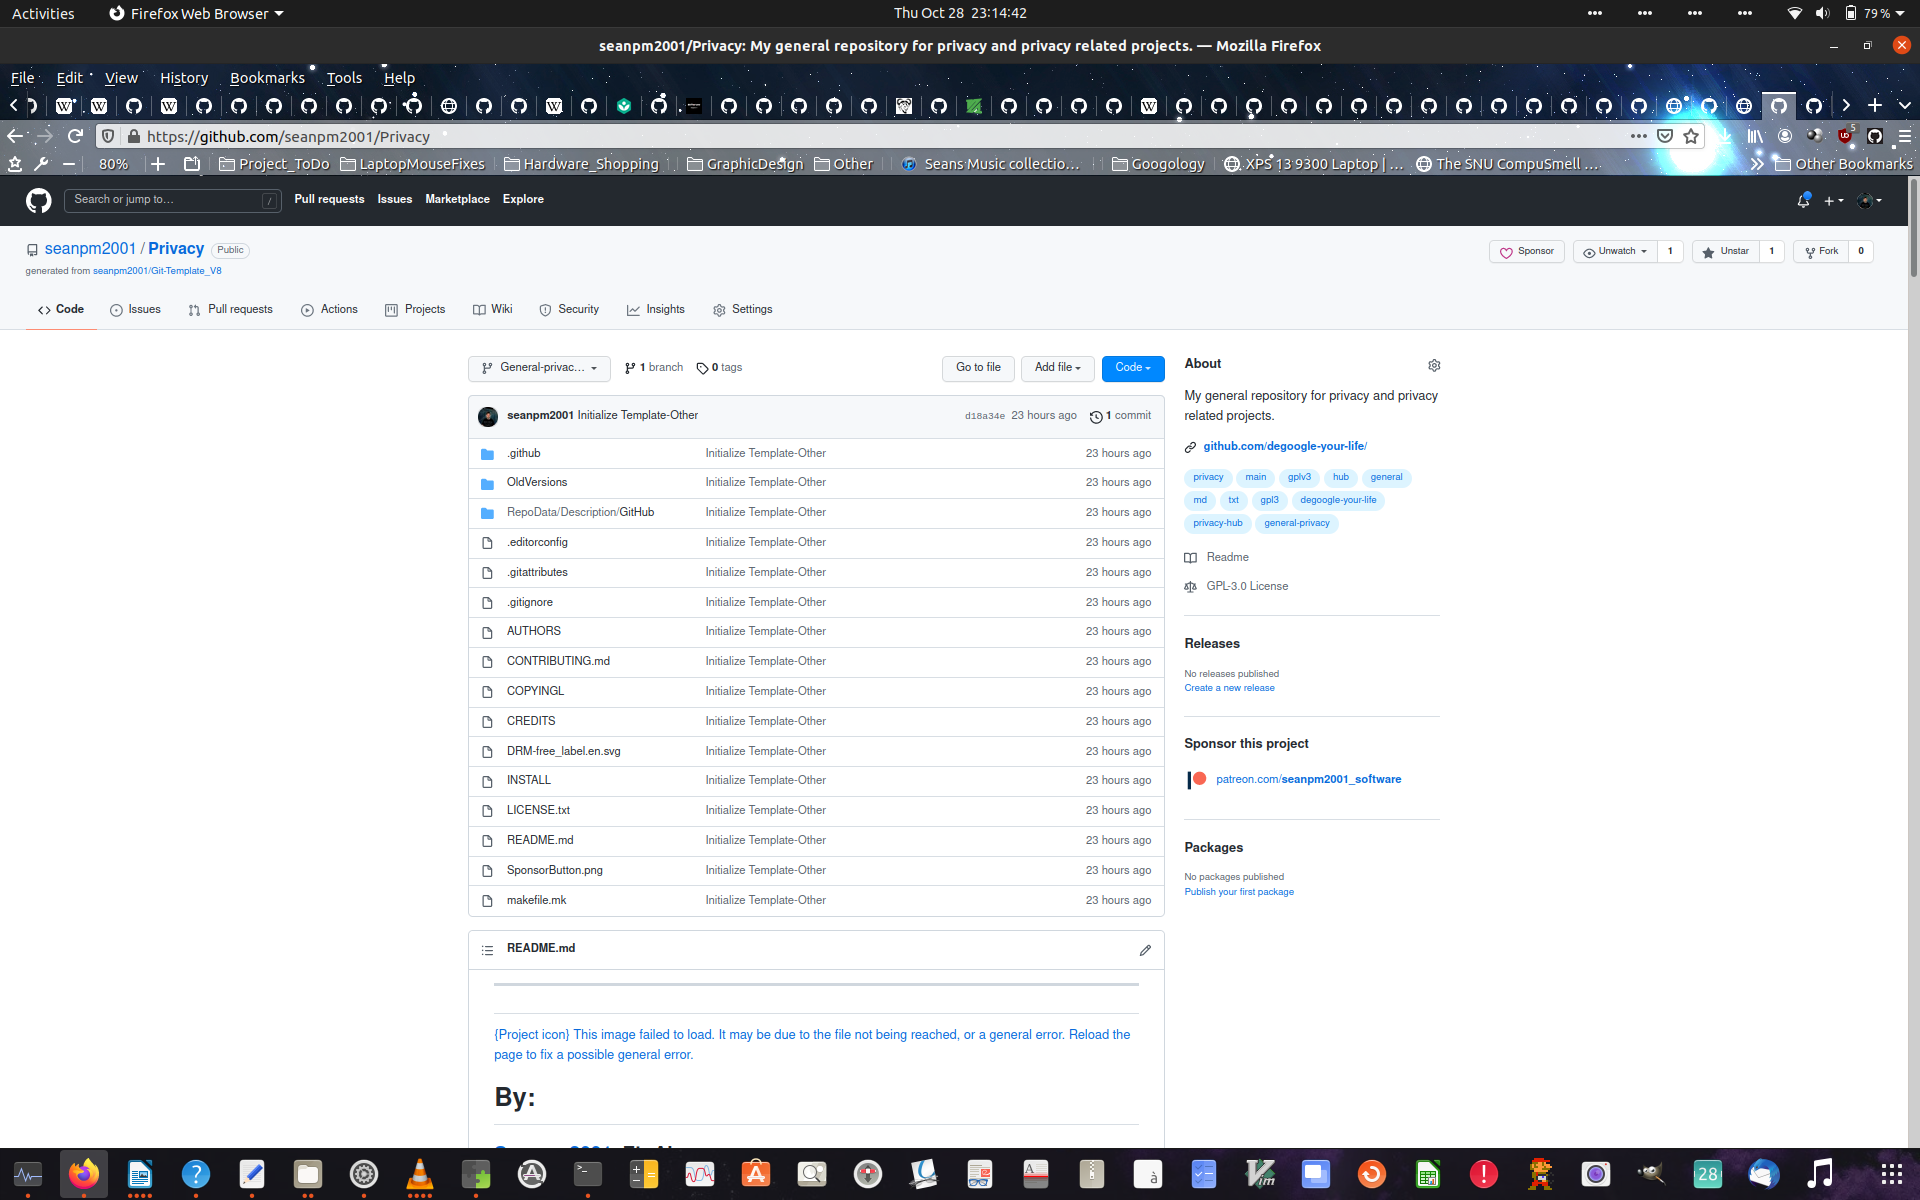 Activities
Firefox Web Browser
Thu Oct 28 23:14:42
79 %
seanpm2001/Privacy: My general repository for privacy and privacy related projects. — Mozilla Firefox
File Edit View History Bookmarks Tools Help
https://github.com/seanpm2001/Privacy
5
80%
Project_ToDo
LaptopMouseFixes
Hardware_Shopping
GraphicDesign
Other
Seans Music collectio…
Googology
XPS 13 9300 Laptop | …
The SNU CompuSmell …
Other Bookmarks
Search or jump to…
/
Pull requests Issues Marketplace Explore
seanpm2001 / Privacy
Public
Sponsor
Unwatch 1
Unstar 1
Fork 0
generated from seanpm2001/Git-Template_V8
Code
Issues
Pull requests
Actions
Projects
Wiki
Security
Insights
Settings
General-privac…
1 branch
0 tags
Go to file
Add file
Code
seanpm2001 Initialize Template-Other
d18a34e 23 hours ago
1 commit
.github Initialize Template-Other 23 hours ago
OldVersions Initialize Template-Other 23 hours ago
RepoData/Description/GitHub Initialize Template-Other 23 hours ago
.editorconfig Initialize Template-Other 23 hours ago
.gitattributes Initialize Template-Other 23 hours ago
.gitignore Initialize Template-Other 23 hours ago
AUTHORS Initialize Template-Other 23 hours ago
CONTRIBUTING.md Initialize Template-Other 23 hours ago
COPYINGL Initialize Template-Other 23 hours ago
CREDITS Initialize Template-Other 23 hours ago
DRM-free_label.en.svg Initialize Template-Other 23 hours ago
INSTALL Initialize Template-Other 23 hours ago
LICENSE.txt Initialize Template-Other 23 hours ago
README.md Initialize Template-Other 23 hours ago
SponsorButton.png Initialize Template-Other 23 hours ago
makefile.mk Initialize Template-Other 23 hours ago
README.md
{Project icon} This image failed to load. It may be due to the file not being reached, or a general error. Reload the
page to fix a possible general error.
By:
About
My general repository for privacy and privacy
related projects.
github.com/degoogle-your-life/
privacy main gplv3 hub general
md txt gpl3 degoogle-your-life
privacy-hub general-privacy
Readme
GPL-3.0 License
Releases
No releases published
Create a new release
Sponsor this project
patreon.com/seanpm2001_software
Packages
No packages published
Publish your first package
28